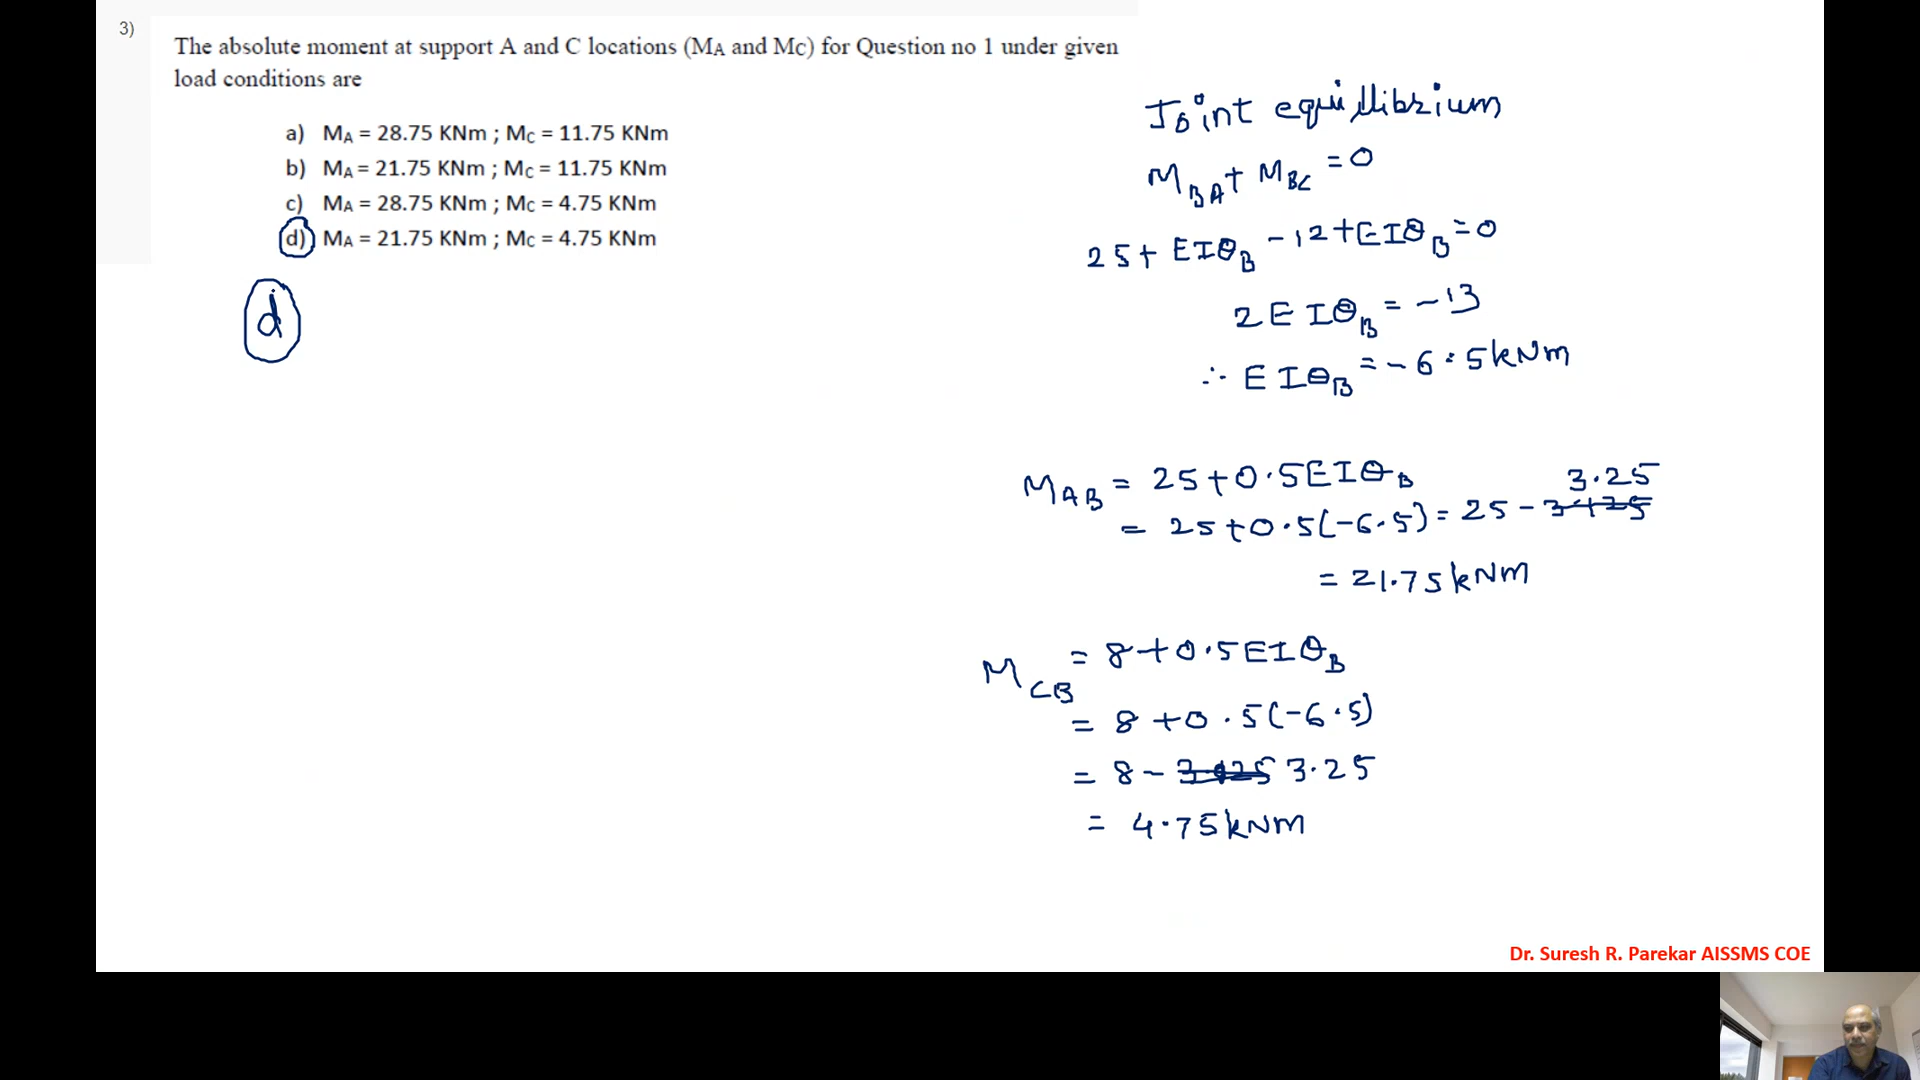 3)
The absolute moment at support A and C locations (MA and MC) for Question no 1 under given
load conditions are
a) MA = 28.75 KNm ; MC = 11.75 KNm
b) MA = 21.75 KNm ; MC = 11.75 KNm
c) MA = 28.75 KNm ; MC = 4.75 KNm
d) MA = 21.75 KNm ; MC = 4.75 KNm
d
Joint equillibrium
MBA + MBC = 0
25 + EIθB - 12 + EIθB = 0
2EIθB = -13
∴ EIθB = -6.5 kNm
MAB = 25 + 0.5EIθB
= 25 + 0.5(-6.5) = 25 - 3.25
= 21.75 kNm
MCB = 8 + 0.5EIθB
= 8 + 0.5(-6.5)
= 8 - 3.25
= 4.75 kNm
Dr. Suresh R. Parekar AISSMS COE